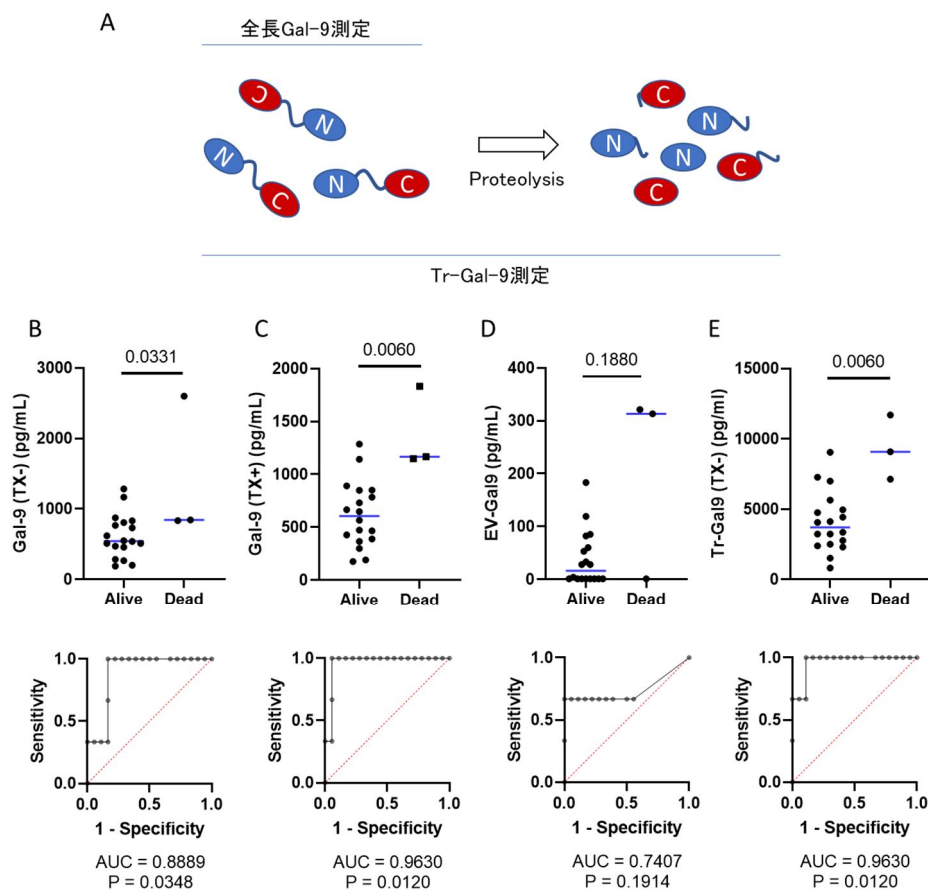 A
全長Gal-9測定
C N
N C
N C
Proteolysis
C
N
N
N
C
C
Tr-Gal-9測定
B
0.0331
Gal-9 (TX-) (pg/mL)
3000
2000
1000
0
Alive Dead
C
0.0060
Gal-9 (TX+) (pg/mL)
2000
1500
1000
500
0
Alive Dead
D
0.1880
EV-Gal9 (pg/mL)
400
300
200
100
0
Alive Dead
E
0.0060
Tr-Gal9 (TX-) (pg/ml)
15000
10000
5000
0
Alive Dead
Sensitivity
1.0
0.5
0.0
0.0 0.5 1.0
1 - Specificity
AUC = 0.8889
P = 0.0348
Sensitivity
1.0
0.5
0.0
0.0 0.5 1.0
1 - Specificity
AUC = 0.9630
P = 0.0120
Sensitivity
1.0
0.5
0.0
0.0 0.5 1.0
1 - Specificity
AUC = 0.7407
P = 0.1914
Sensitivity
1.0
0.5
0.0
0.0 0.5 1.0
1 - Specificity
AUC = 0.9630
P = 0.0120